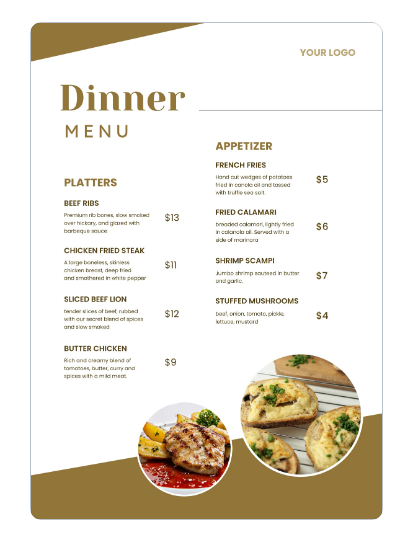 YOUR LOGO
Dinner
MENU
PLATTERS
BEEF RIBS
Premium rib bones, slow smoked
over hickory, and glazed with
barbeque sauce
$13
CHICKEN FRIED STEAK
A large boneless, skinless
chicken breast, deep fried
and smothered in white pepper
$11
SLICED BEEF LION
tender slices of beef, rubbed
with our secret blend of spices
and slow smoked
$12
BUTTER CHICKEN
Rich and creamy blend of
tomatoes, butter, curry and
spices with a mild meat.
$9
APPETIZER
FRENCH FRIES
Hand cut wedges of potatoes
fried in canola oil and tossed
with truffle sea salt.
$5
FRIED CALAMARI
breaded calamari, lightly fried
in calanola oil. Served with a
side of marinara
$6
SHRIMP SCAMPI
Jumbo shrimp sauteed in butter
and garlic.
$7
STUFFED MUSHROOMS
beef, onion, tomato, pickle,
lettuce, mustard
$4